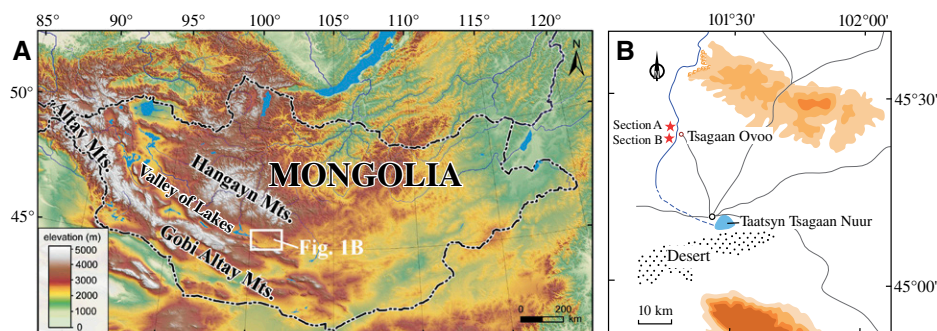 85° 90° 95° 100° 105° 110° 115° 120°
A
N
50°
45°
Altay Mts.
Valley of Lakes
Hangayn Mts.
MONGOLIA
Gobi Altay Mts.
Fig. 1B
elevation (m)
5000
4000
3000
2000
1000
0
0 200
km
101°30' 102°00'
B
45°30'
Section A
Section B
Tsagaan Ovoo
Taatsyn Tsagaan Nuur
Desert
45°00'
10 km